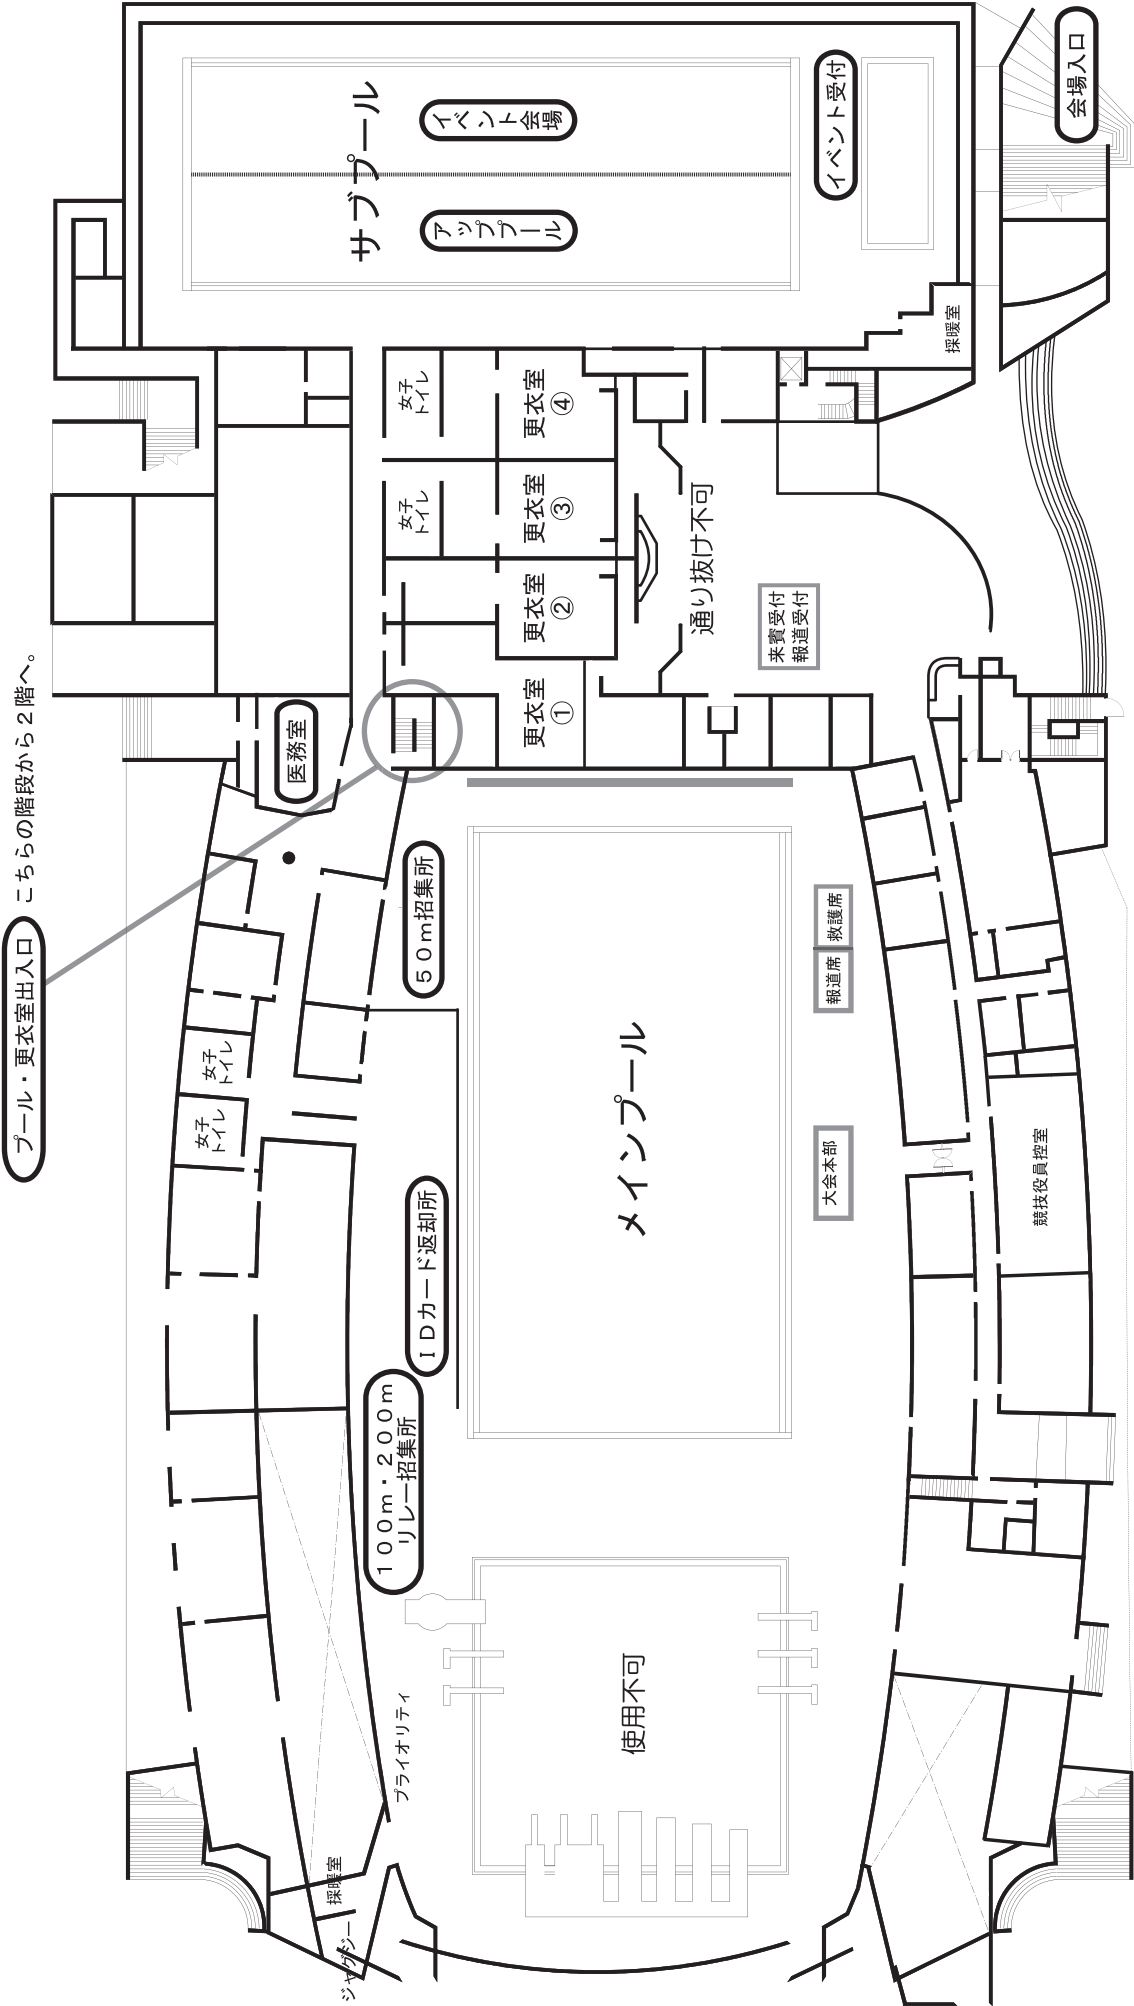 プール・更衣室出入口 こちらの階段から２階へ。
サブプール
イベント会場
アッププール
イベント受付
会場入口
採暖室
女子
トイレ
更衣室
④
女子
トイレ
更衣室
③
更衣室
②
更衣室
①
通り抜け不可
来賓受付
報道受付
医務室
５０ｍ招集所
救護席
報道席
女子
トイレ
女子
トイレ
メインプール
大会本部
競技役員控室
ＩＤカード返却所
１００ｍ・２００ｍ
リレー招集所
プライオリティ
使用不可
採暖室
ジャグジー